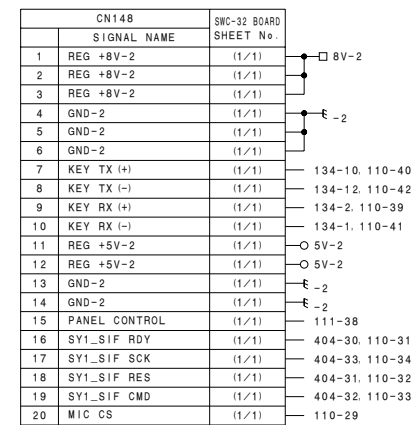 CN148 SWC-32 BOARD
SIGNAL NAME SHEET No.
1 REG +8V-2 (1/1) 8V-2
2 REG +8V-2 (1/1)
3 REG +8V-2 (1/1)
4 GND-2 (1/1) -2
5 GND-2 (1/1)
6 GND-2 (1/1)
7 KEY TX (+) (1/1) 134-10, 110-40
8 KEY TX (-) (1/1) 134-12, 110-42
9 KEY RX (+) (1/1) 134-2, 110-39
10 KEY RX (-) (1/1) 134-1, 110-41
11 REG +5V-2 (1/1) 5V-2
12 REG +5V-2 (1/1) 5V-2
13 GND-2 (1/1) -2
14 GND-2 (1/1) -2
15 PANEL CONTROL (1/1) 111-38
16 SY1_SIF RDY (1/1) 404-30, 110-31
17 SY1_SIF SCK (1/1) 404-33, 110-34
18 SY1_SIF RES (1/1) 404-31, 110-32
19 SY1_SIF CMD (1/1) 404-32, 110-33
20 MIC CS (1/1) 110-29